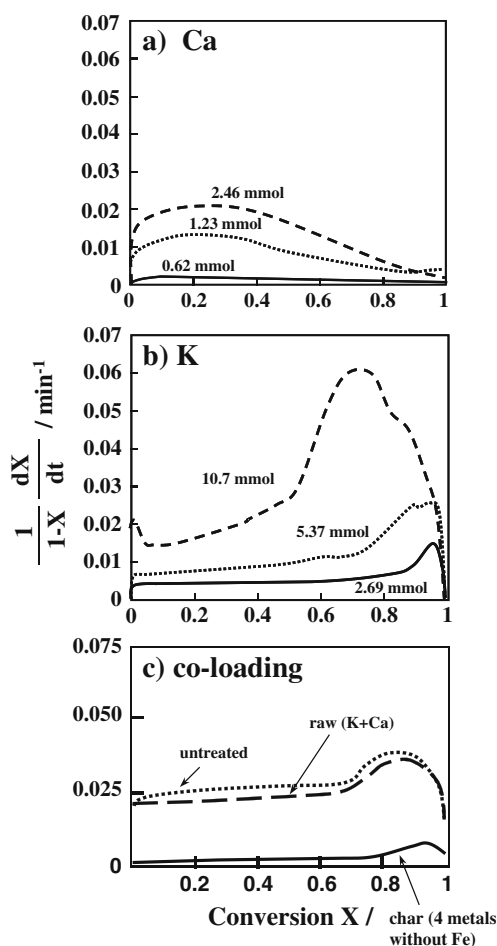 0.07
a) Ca
0.06
0.05
0.04
0.03
2.46 mmol
0.02
1.23 mmol
0.01
0.62 mmol
0
0 0.2 0.4 0.6 0.8 1
0.07
b) K
0.06
0.05
0.04
10.7 mmol
0.03
5.37 mmol
0.02
0.01
2.69 mmol
0
0 0.2 0.4 0.6 0.8 1
1 dX / min-1
1-X dt
0.075
c) co-loading
0.050
raw (K+Ca)
untreated
0.025
0
0 0.2 0.4 0.6 0.8 1
char (4 metals
without Fe)
Conversion X /